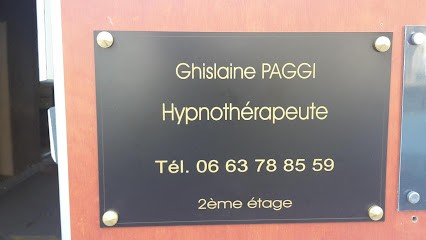 Ghislaine PAGGI
Hypnothérapeute
Tél. 06 63 78 85 59
2ème étage